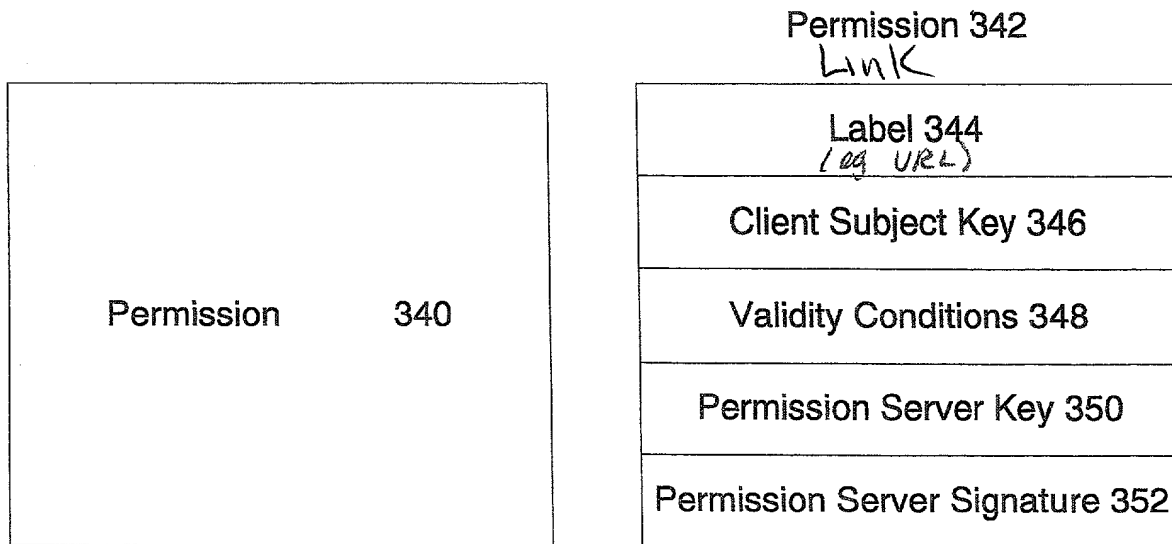 Permission 342
Link
Label 344
(eg URL)
Client Subject Key 346
Permission 340
Validity Conditions 348
Permission Server Key 350
Permission Server Signature 352